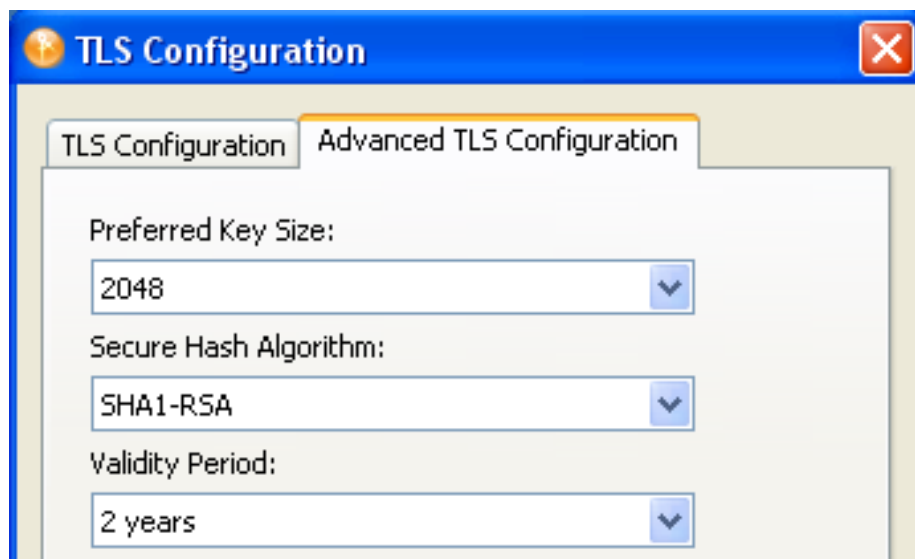 TLS Configuration
TLS Configuration
Advanced TLS Configuration
Preferred Key Size:
2048
Secure Hash Algorithm:
SHA1-RSA
Validity Period:
2 years